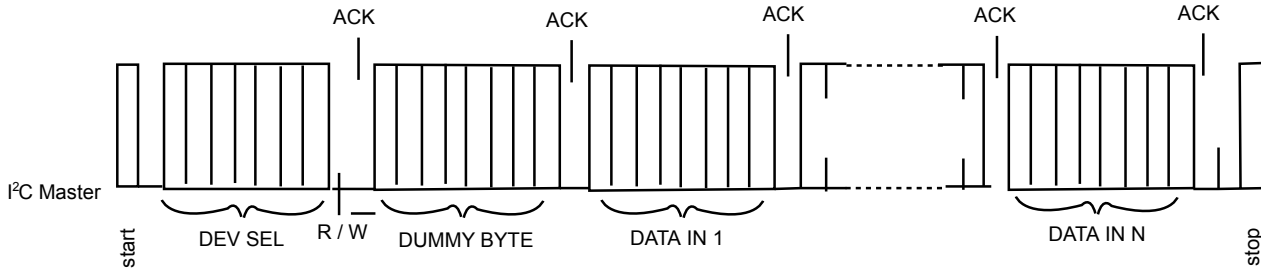 ACK
ACK
ACK
ACK
ACK
I²C Master
start
DEV SEL
R / W
DUMMY BYTE
DATA IN 1
DATA IN N
stop